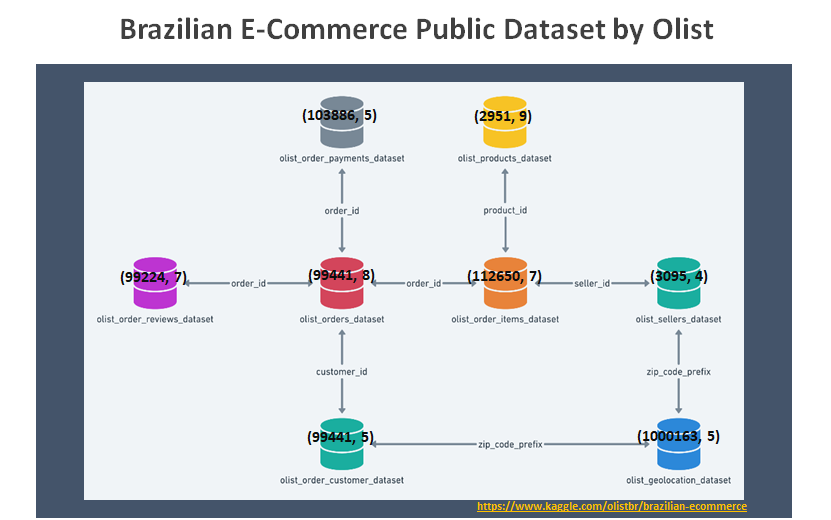 Brazilian E-Commerce Public Dataset by Olist
(103886, 5)
(2951, 9)
olist_order_payments_dataset
olist_products_dataset
order_id
product_id
(99224, 7)
order_id
(99441, 8)
order_id
(112650, 7)
seller_id
(3095, 4)
olist_order_reviews_dataset
olist_orders_dataset
olist_order_items_dataset
olist_sellers_dataset
customer_id
zip_code_prefix
(99441, 5)
zip_code_prefix
(1000163, 5)
olist_order_customer_dataset
olist_geolocation_dataset
https://www.kaggle.com/olistbr/brazilian-ecommerce